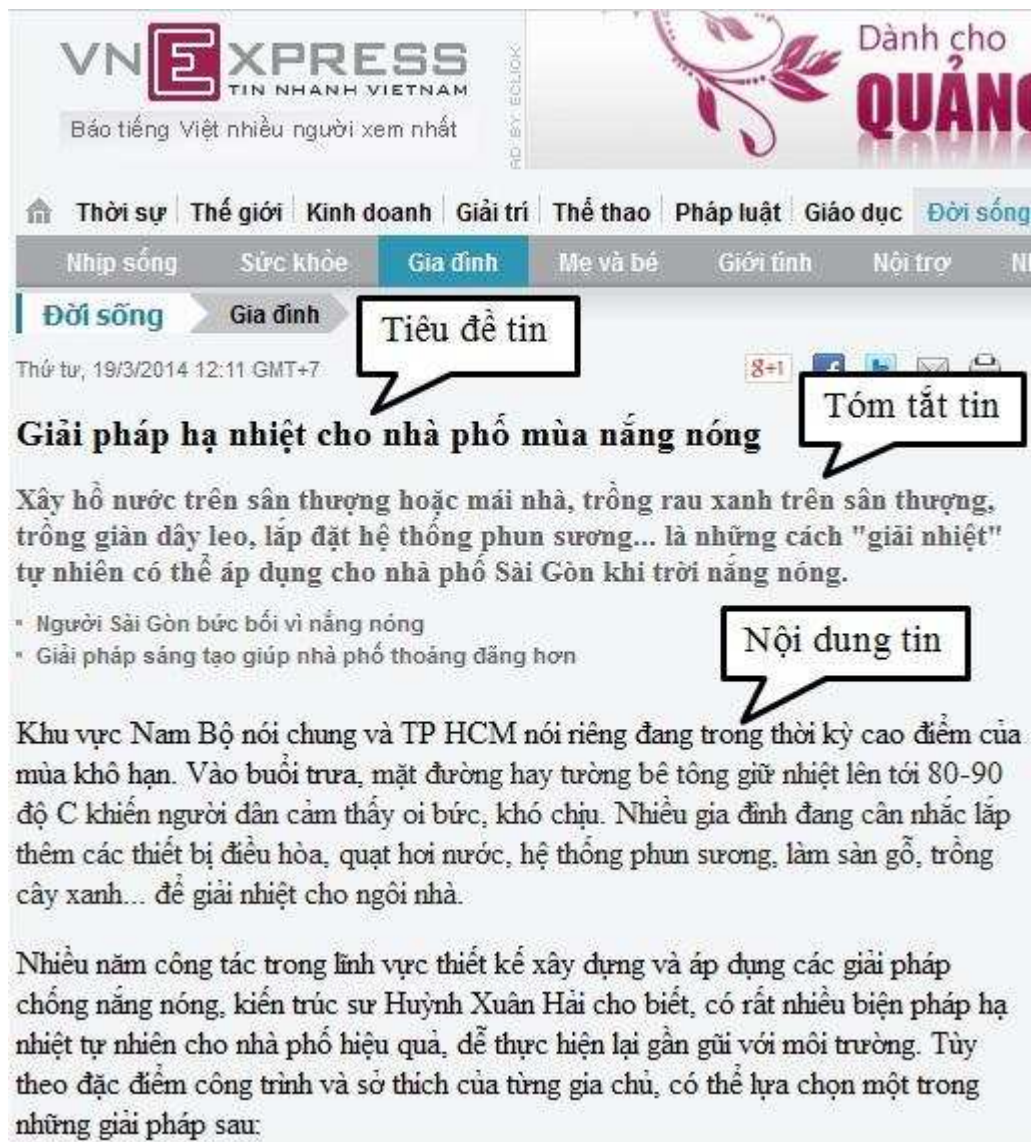 VNEXPRESS
TIN NHANH VIETNAM
Báo tiếng Việt nhiều người xem nhất
AD BY: ECLICK
Dành cho
QUẢNG
Thời sự Thế giới Kinh doanh Giải trí Thể thao Pháp luật Giáo dục Đời sống
Nhịp sống Sức khỏe Gia đình Mẹ và bé Giới tính Nội trợ
Đời sống Gia đình
Tiêu đề tin
Thứ tư, 19/3/2014 12:11 GMT+7
8+1
Tóm tắt tin
Giải pháp hạ nhiệt cho nhà phố mùa nắng nóng
Xây hồ nước trên sân thượng hoặc mái nhà, trồng rau xanh trên sân thượng,
trồng giàn dây leo, lắp đặt hệ thống phun sương... là những cách "giải nhiệt"
tự nhiên có thể áp dụng cho nhà phố Sài Gòn khi trời nắng nóng.
Người Sài Gòn bức bối vì nắng nóng
Giải pháp sáng tạo giúp nhà phố thoáng đãng hơn
Nội dung tin
Khu vực Nam Bộ nói chung và TP HCM nói riêng đang trong thời kỳ cao điểm của
mùa khô hạn. Vào buổi trưa, mặt đường hay tường bê tông giữ nhiệt lên tới 80-90
độ C khiến người dân cảm thấy oi bức, khó chịu. Nhiều gia đình đang cân nhắc lắp
thêm các thiết bị điều hòa, quạt hơi nước, hệ thống phun sương, làm sàn gỗ, trồng
cây xanh... để giải nhiệt cho ngôi nhà.
Nhiều năm công tác trong lĩnh vực thiết kế xây dựng và áp dụng các giải pháp
chống nắng nóng, kiến trúc sư Huỳnh Xuân Hải cho biết, có rất nhiều biện pháp hạ
nhiệt tự nhiên cho nhà phố hiệu quả, dễ thực hiện lại gần gũi với môi trường. Tùy
theo đặc điểm công trình và sở thích của từng gia chủ, có thể lựa chọn một trong
những giải pháp sau: